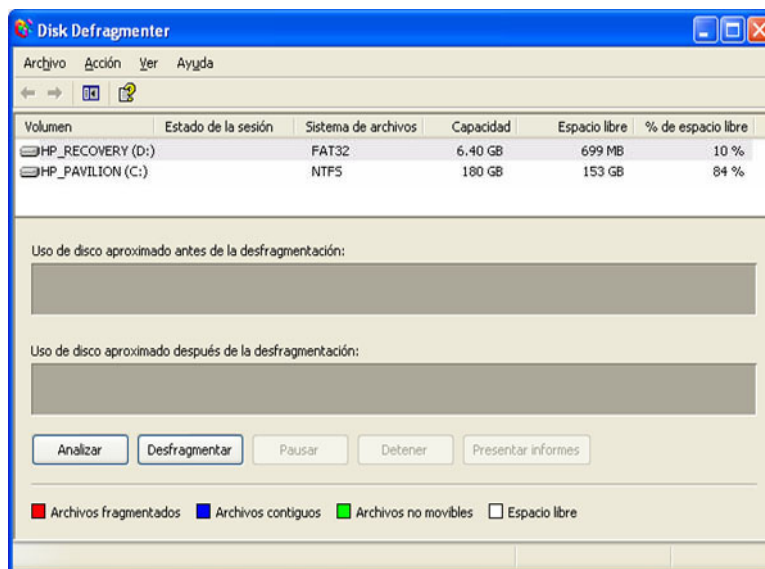 Disk Defragmenter
Archivo Acción Ver Ayuda
Volumen Estado de la sesión Sistema de archivos Capacidad Espacio libre % de espacio libre
HP_RECOVERY (D:) FAT32 6.40 GB 699 MB 10 %
HP_PAVILION (C:) NTFS 180 GB 153 GB 84 %
Uso de disco aproximado antes de la desfragmentación:
Uso de disco aproximado después de la desfragmentación:
Analizar Desfragmentar Pausar Detener Presentar informes
Archivos fragmentados Archivos contiguos Archivos no movibles Espacio libre